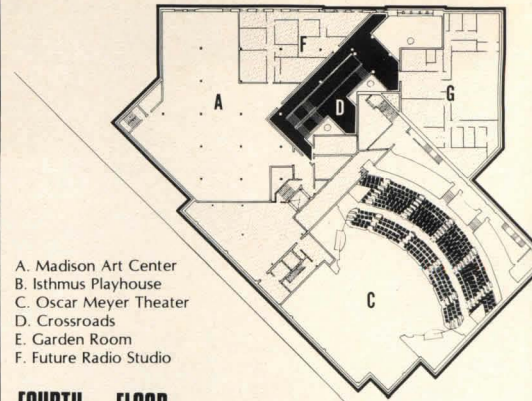 F
A
D
G
C
A. Madison Art Center
B. Isthmus Playhouse
C. Oscar Meyer Theater
D. Crossroads
E. Garden Room
F. Future Radio Studio
FOURTH FLOOR